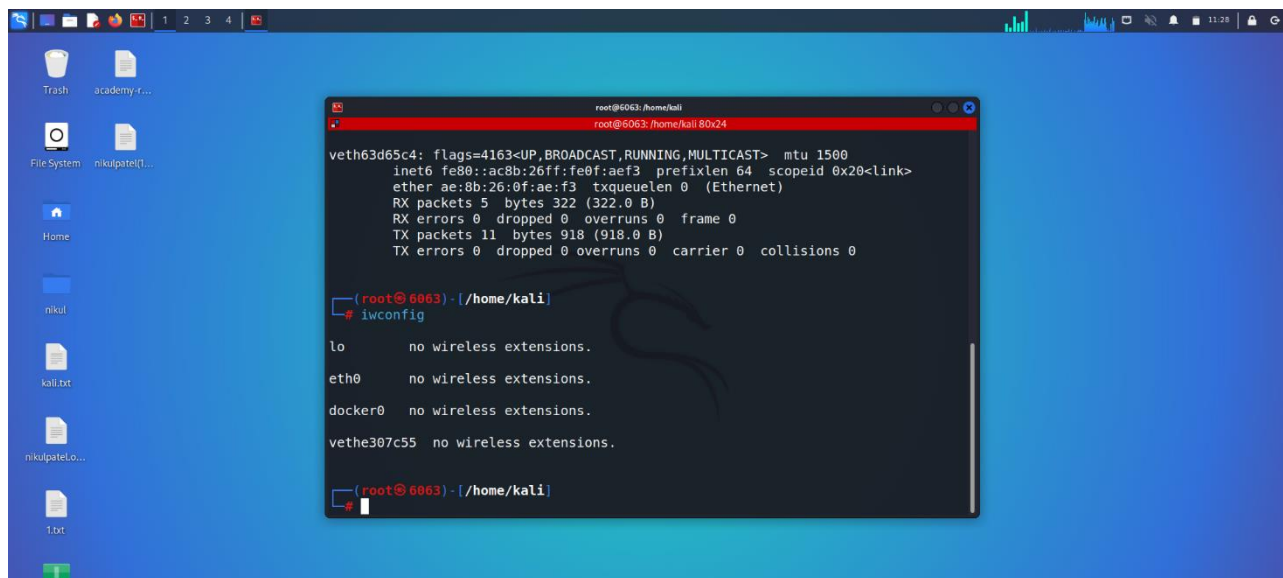 1 2 3 4
11:28
Trash
academy-r...
File System
nikulpatel(1...
Home
nikul
kali.txt
nikulpatel.o...
1.txt
root@6063: /home/kali
root@6063: /home/kali 80x24
veth63d65c4: flags=4163<UP,BROADCAST,RUNNING,MULTICAST>  mtu 1500
        inet6 fe80::ac8b:26ff:fe0f:aef3  prefixlen 64  scopeid 0x20<link>
        ether ae:8b:26:0f:ae:f3  txqueuelen 0  (Ethernet)
        RX packets 5  bytes 322 (322.0 B)
        RX errors 0  dropped 0  overruns 0  frame 0
        TX packets 11  bytes 918 (918.0 B)
        TX errors 0  dropped 0 overruns 0  carrier 0  collisions 0
┌──(root㉿6063)-[/home/kali]
└─# iwconfig
lo        no wireless extensions.
eth0      no wireless extensions.
docker0   no wireless extensions.
vethe307c55  no wireless extensions.
┌──(root㉿6063)-[/home/kali]
└─#